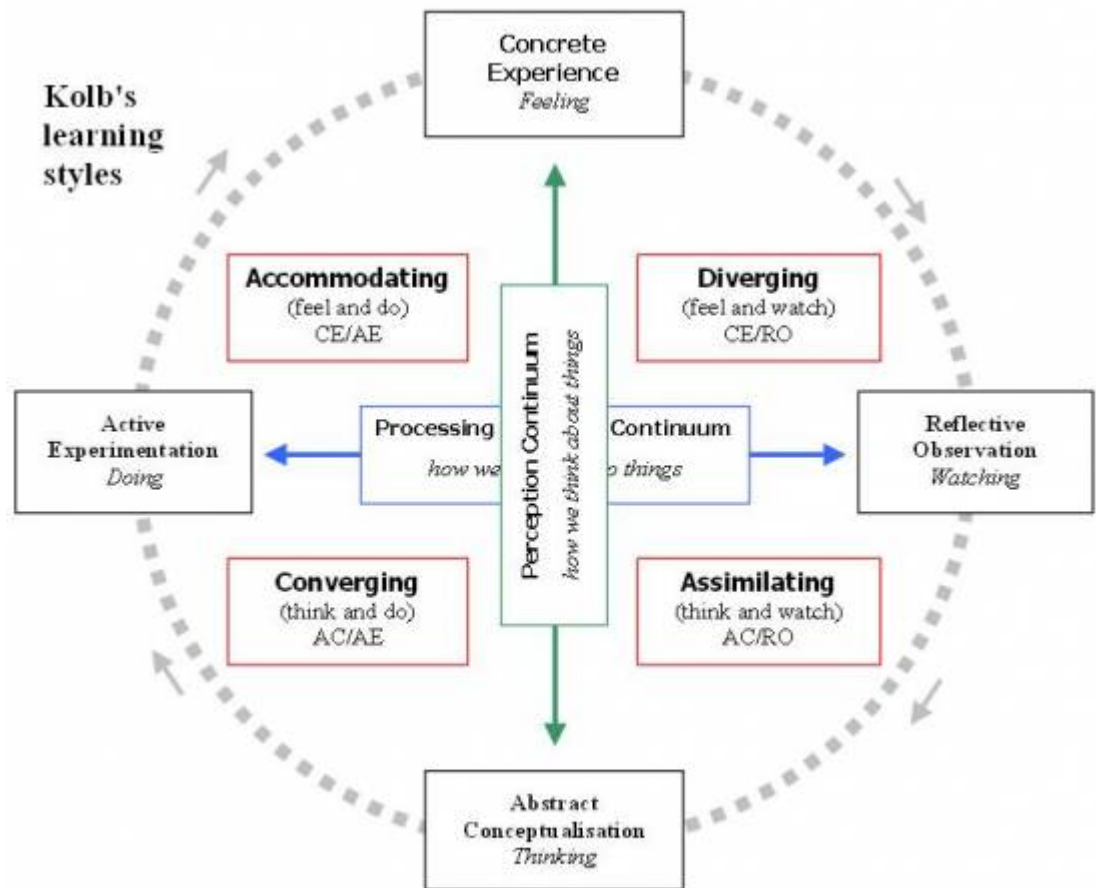 Kolb's
learning
styles
Concrete
Experience
Feeling
Accommodating
(feel and do)
CE/AE
Diverging
(feel and watch)
CE/RO
Active
Experimentation
Doing
Processing Continuum
how we things
Perception Continuum
how we think about things
Reflective
Observation
Watching
Converging
(think and do)
AC/AE
Assimilating
(think and watch)
AC/RO
Abstract
Conceptualisation
Thinking